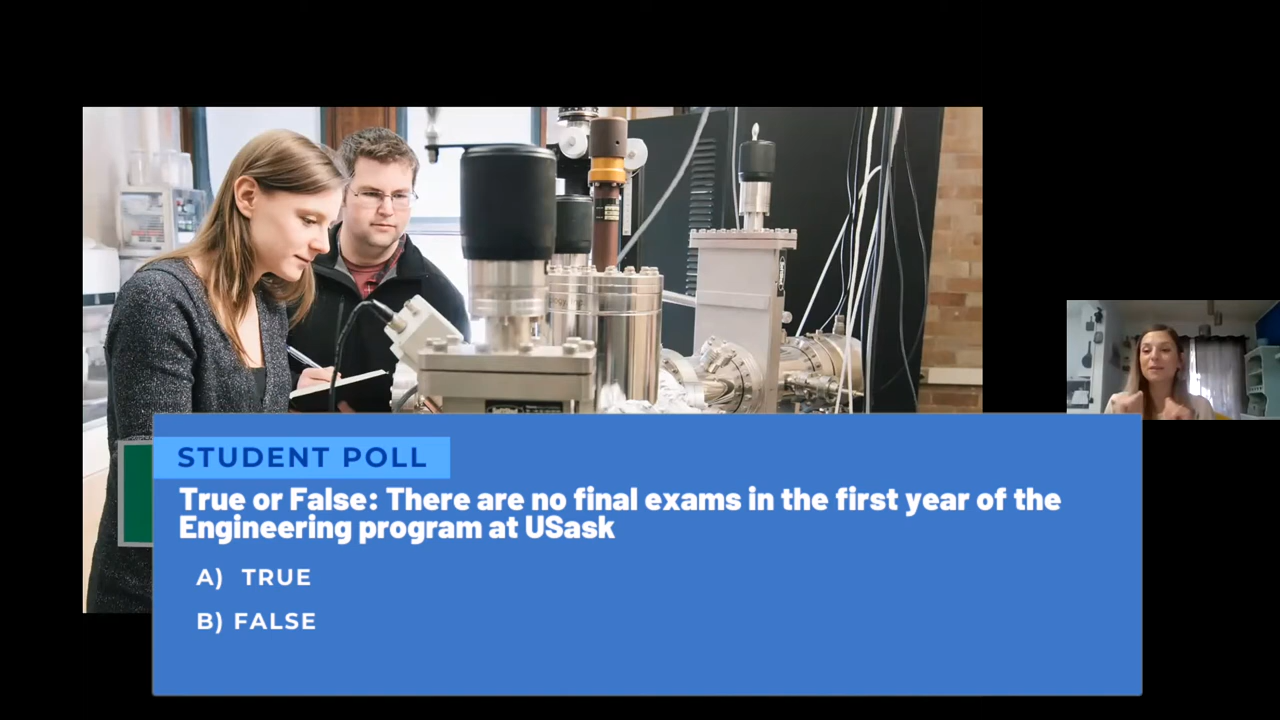 STUDENT POLL
True or False: There are no final exams in the first year of the
Engineering program at USask
A) TRUE
B) FALSE